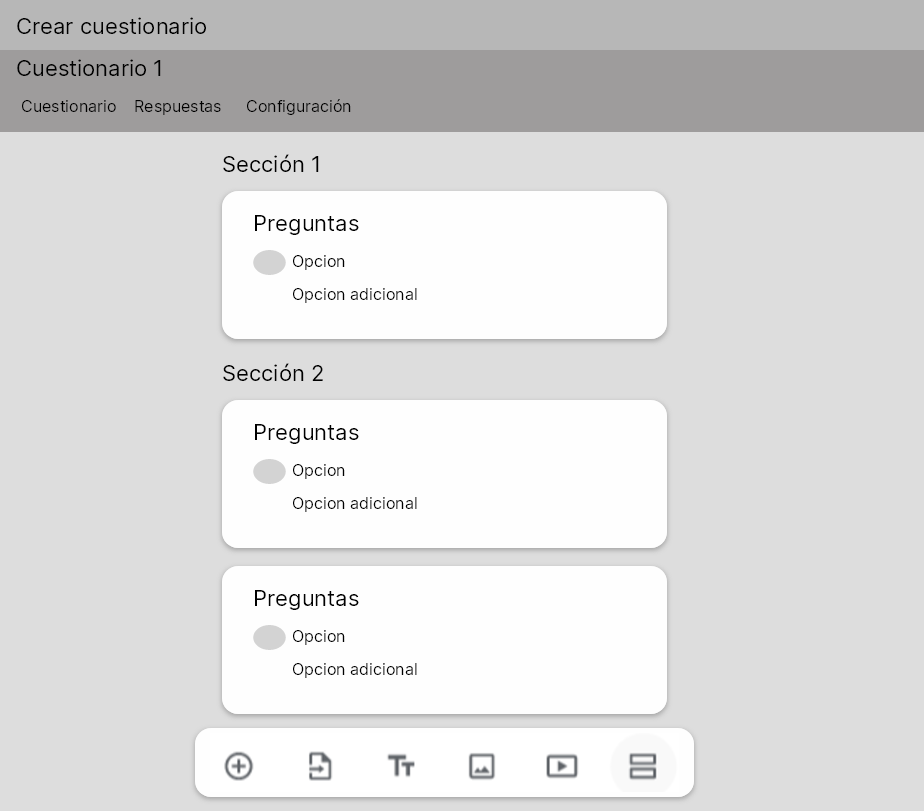 Crear cuestionario
Cuestionario 1
Cuestionario Respuestas Configuración
Sección 1
Preguntas
Opcion
Opcion adicional
Sección 2
Preguntas
Opcion
Opcion adicional
Preguntas
Opcion
Opcion adicional